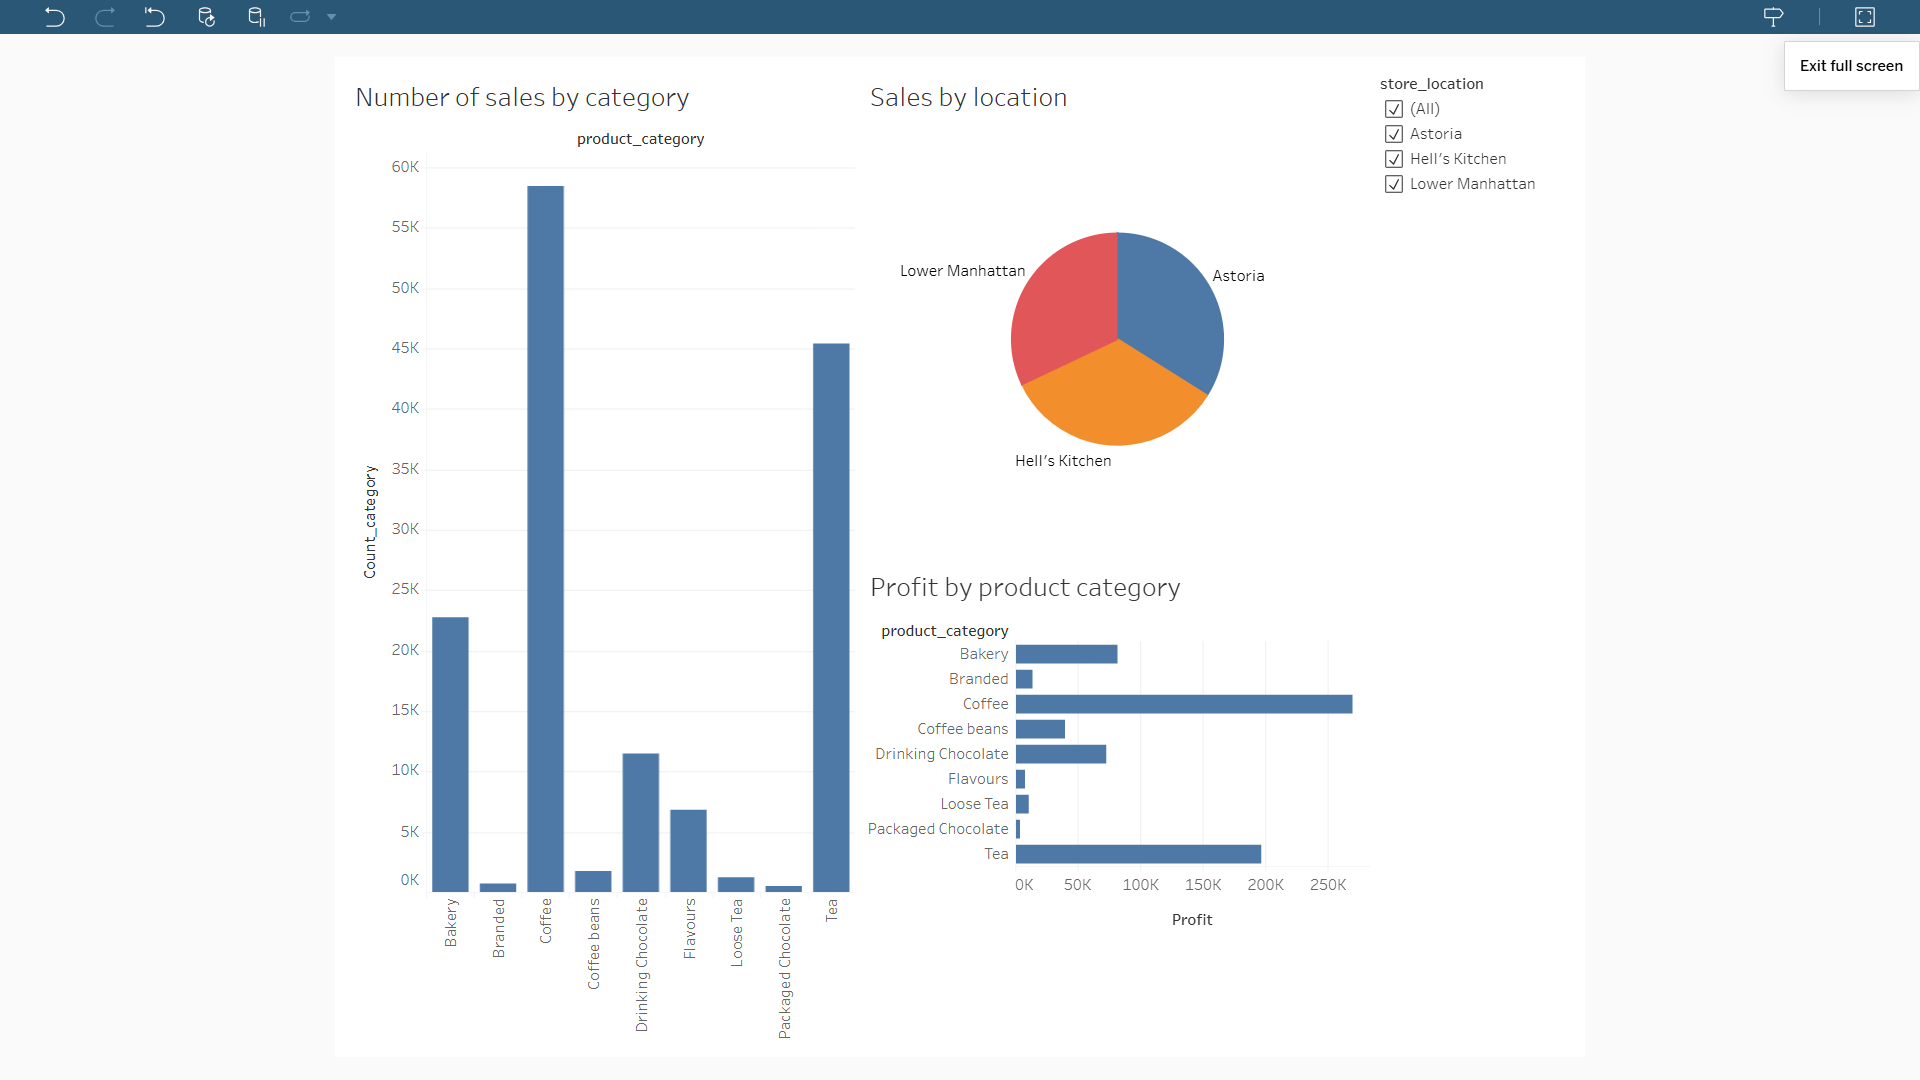 Exit full screen
Number of sales by category
product_category
Count_category
60K
55K
50K
45K
40K
35K
30K
25K
20K
15K
10K
5K
0K
Bakery
Branded
Coffee
Coffee beans
Drinking Chocolate
Flavours
Loose Tea
Packaged Chocolate
Tea
Sales by location
Lower Manhattan
Astoria
Hell's Kitchen
store_location
(All)
Astoria
Hell's Kitchen
Lower Manhattan
Profit by product category
product_category
Bakery
Branded
Coffee
Coffee beans
Drinking Chocolate
Flavours
Loose Tea
Packaged Chocolate
Tea
0K 50K 100K 150K 200K 250K
Profit